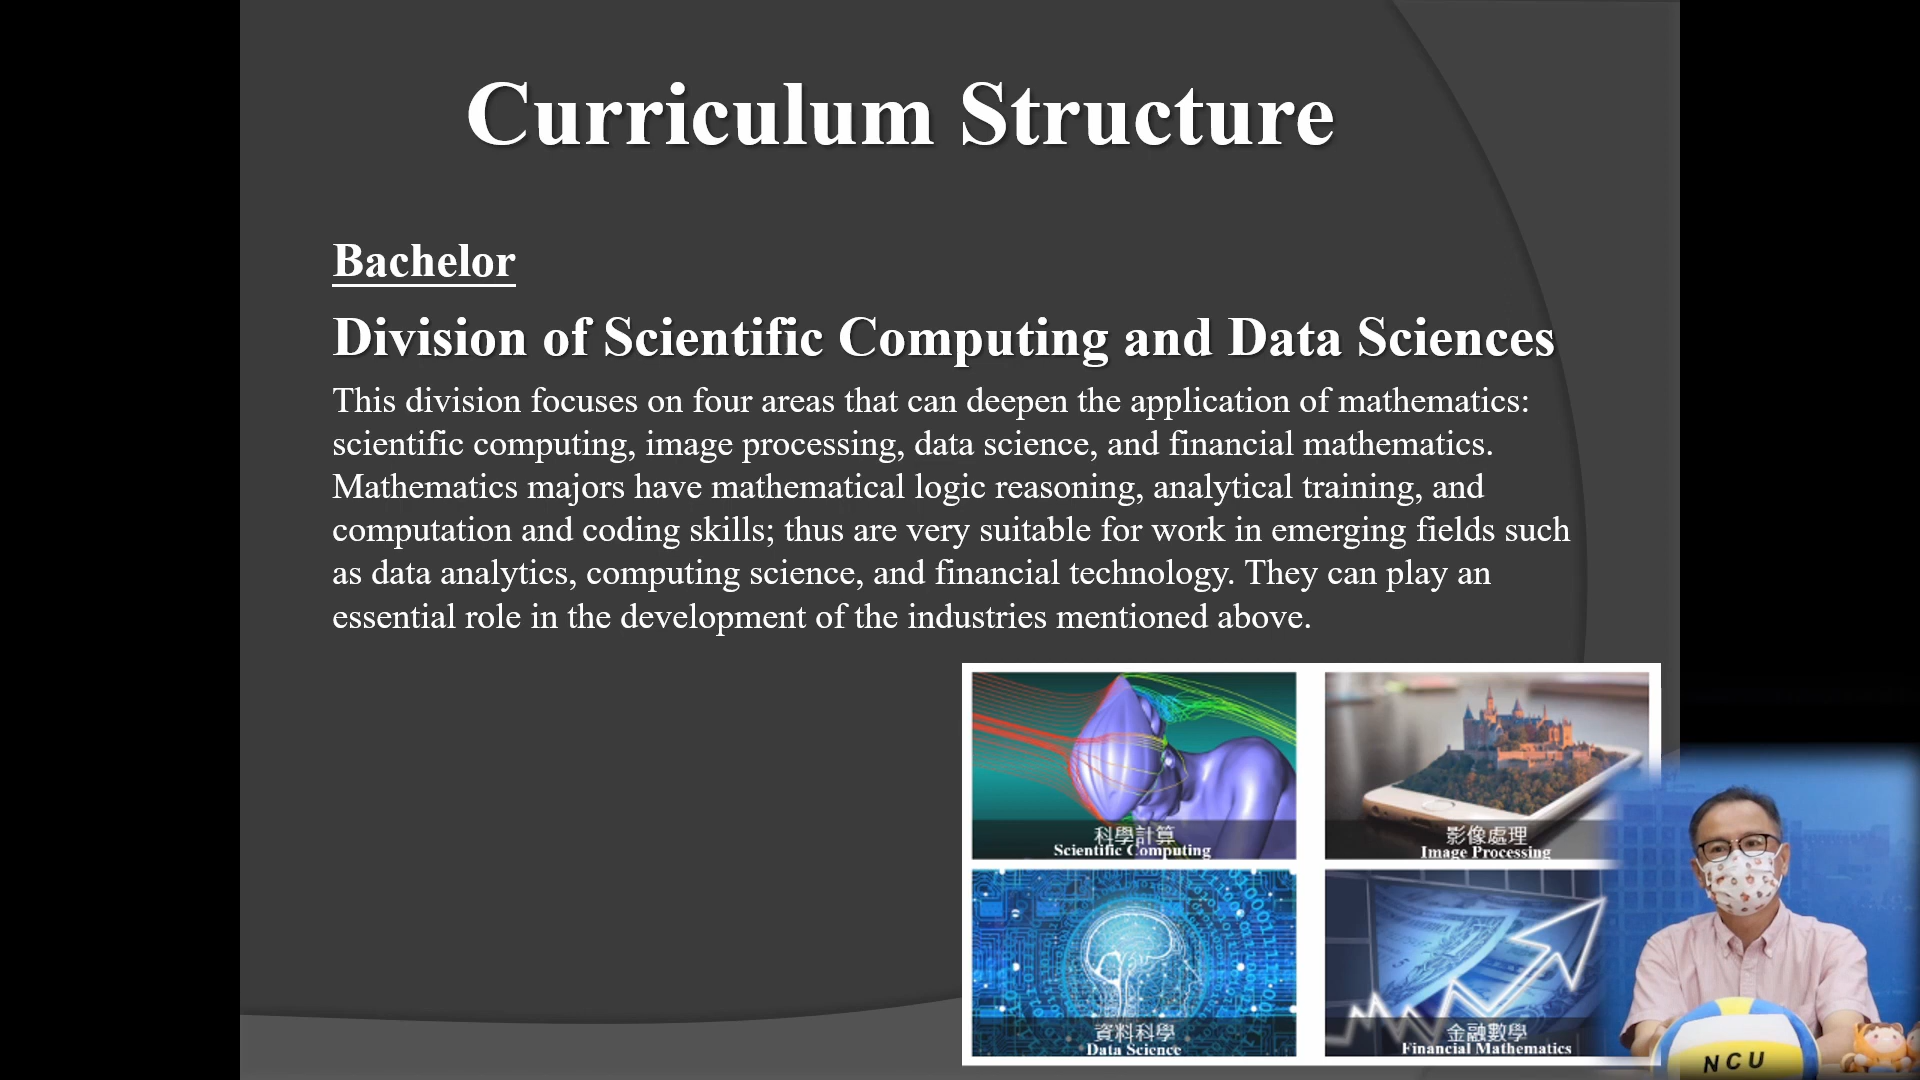 Curriculum Structure
Bachelor
Division of Scientific Computing and Data Sciences
This division focuses on four areas that can deepen the application of mathematics:
scientific computing, image processing, data science, and financial mathematics.
Mathematics majors have mathematical logic reasoning, analytical training, and
computation and coding skills; thus are very suitable for work in emerging fields such
as data analytics, computing science, and financial technology. They can play an
essential role in the development of the industries mentioned above.
科學計算
Scientific Computing
影像處理
Image Processing
資料科學
Data Science
金融數學
Financial Mathematics
NCU